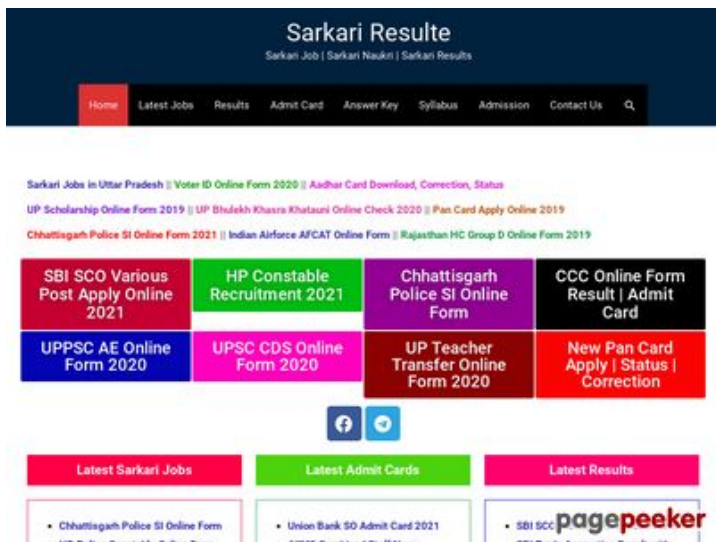 Sarkari Resulte
Sarkari Job | Sarkari Naukri | Sarkari Results
Home Latest Jobs Results Admit Card Answer Key Syllabus Admission Contact Us
Sarkari Jobs in Uttar Pradesh || Voter ID Online Form 2020 || Aadhar Card Download, Correction, Status
UP Scholarship Online Form 2019 || UP Bhulekh Khasra Khatauni Online Check 2020 || Pan Card Apply Online 2019
Chhattisgarh Police SI Online Form 2021 || Indian Airforce AFCAT Online Form || Rajasthan HC Group D Online Form 2019
SBI SCO Various
Post Apply Online
2021
HP Constable
Recruitment 2021
Chhattisgarh
Police SI Online
Form
CCC Online Form
Result | Admit
Card
UPPSC AE Online
Form 2020
UPSC CDS Online
Form 2020
UP Teacher
Transfer Online
Form 2020
New Pan Card
Apply | Status |
Correction
Latest Sarkari Jobs
Latest Admit Cards
Latest Results
Chhattisgarh Police SI Online Form
Union Bank SO Admit Card 2021
SBI
pagepeeker